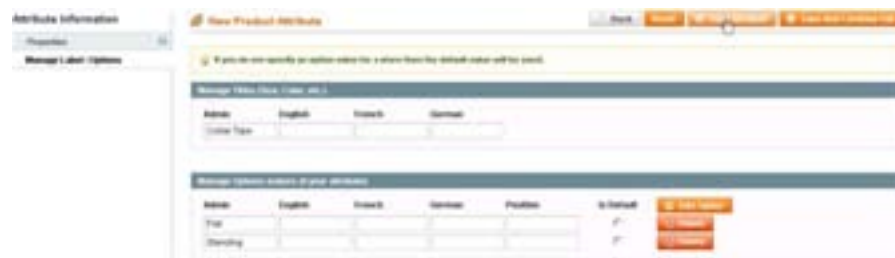 Attribute Information
Properties
Manage Label / Options
New Product Attribute
Back
Reset
Save Attribute
Save and Continue Edit
If you do not specify an option value for a store then the default value will be used.
Manage Titles (Size, Color, etc.)
Admin English French German
Collar Type
Manage Options (values of your attribute)
Admin English French German Position Is Default Add Option
Flat Delete
Standing Delete